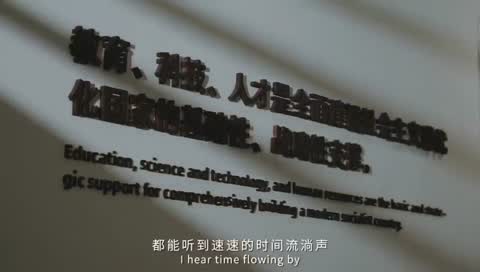 教育、科技、人才是全面建设社会主义现代
化国家的基础性、战略性支撑。
Education, science and technology, and human resources are the basic and strate-
gic support for comprehensively building a modern socialist country.
都能听到速速的时间流淌声
I hear time flowing by